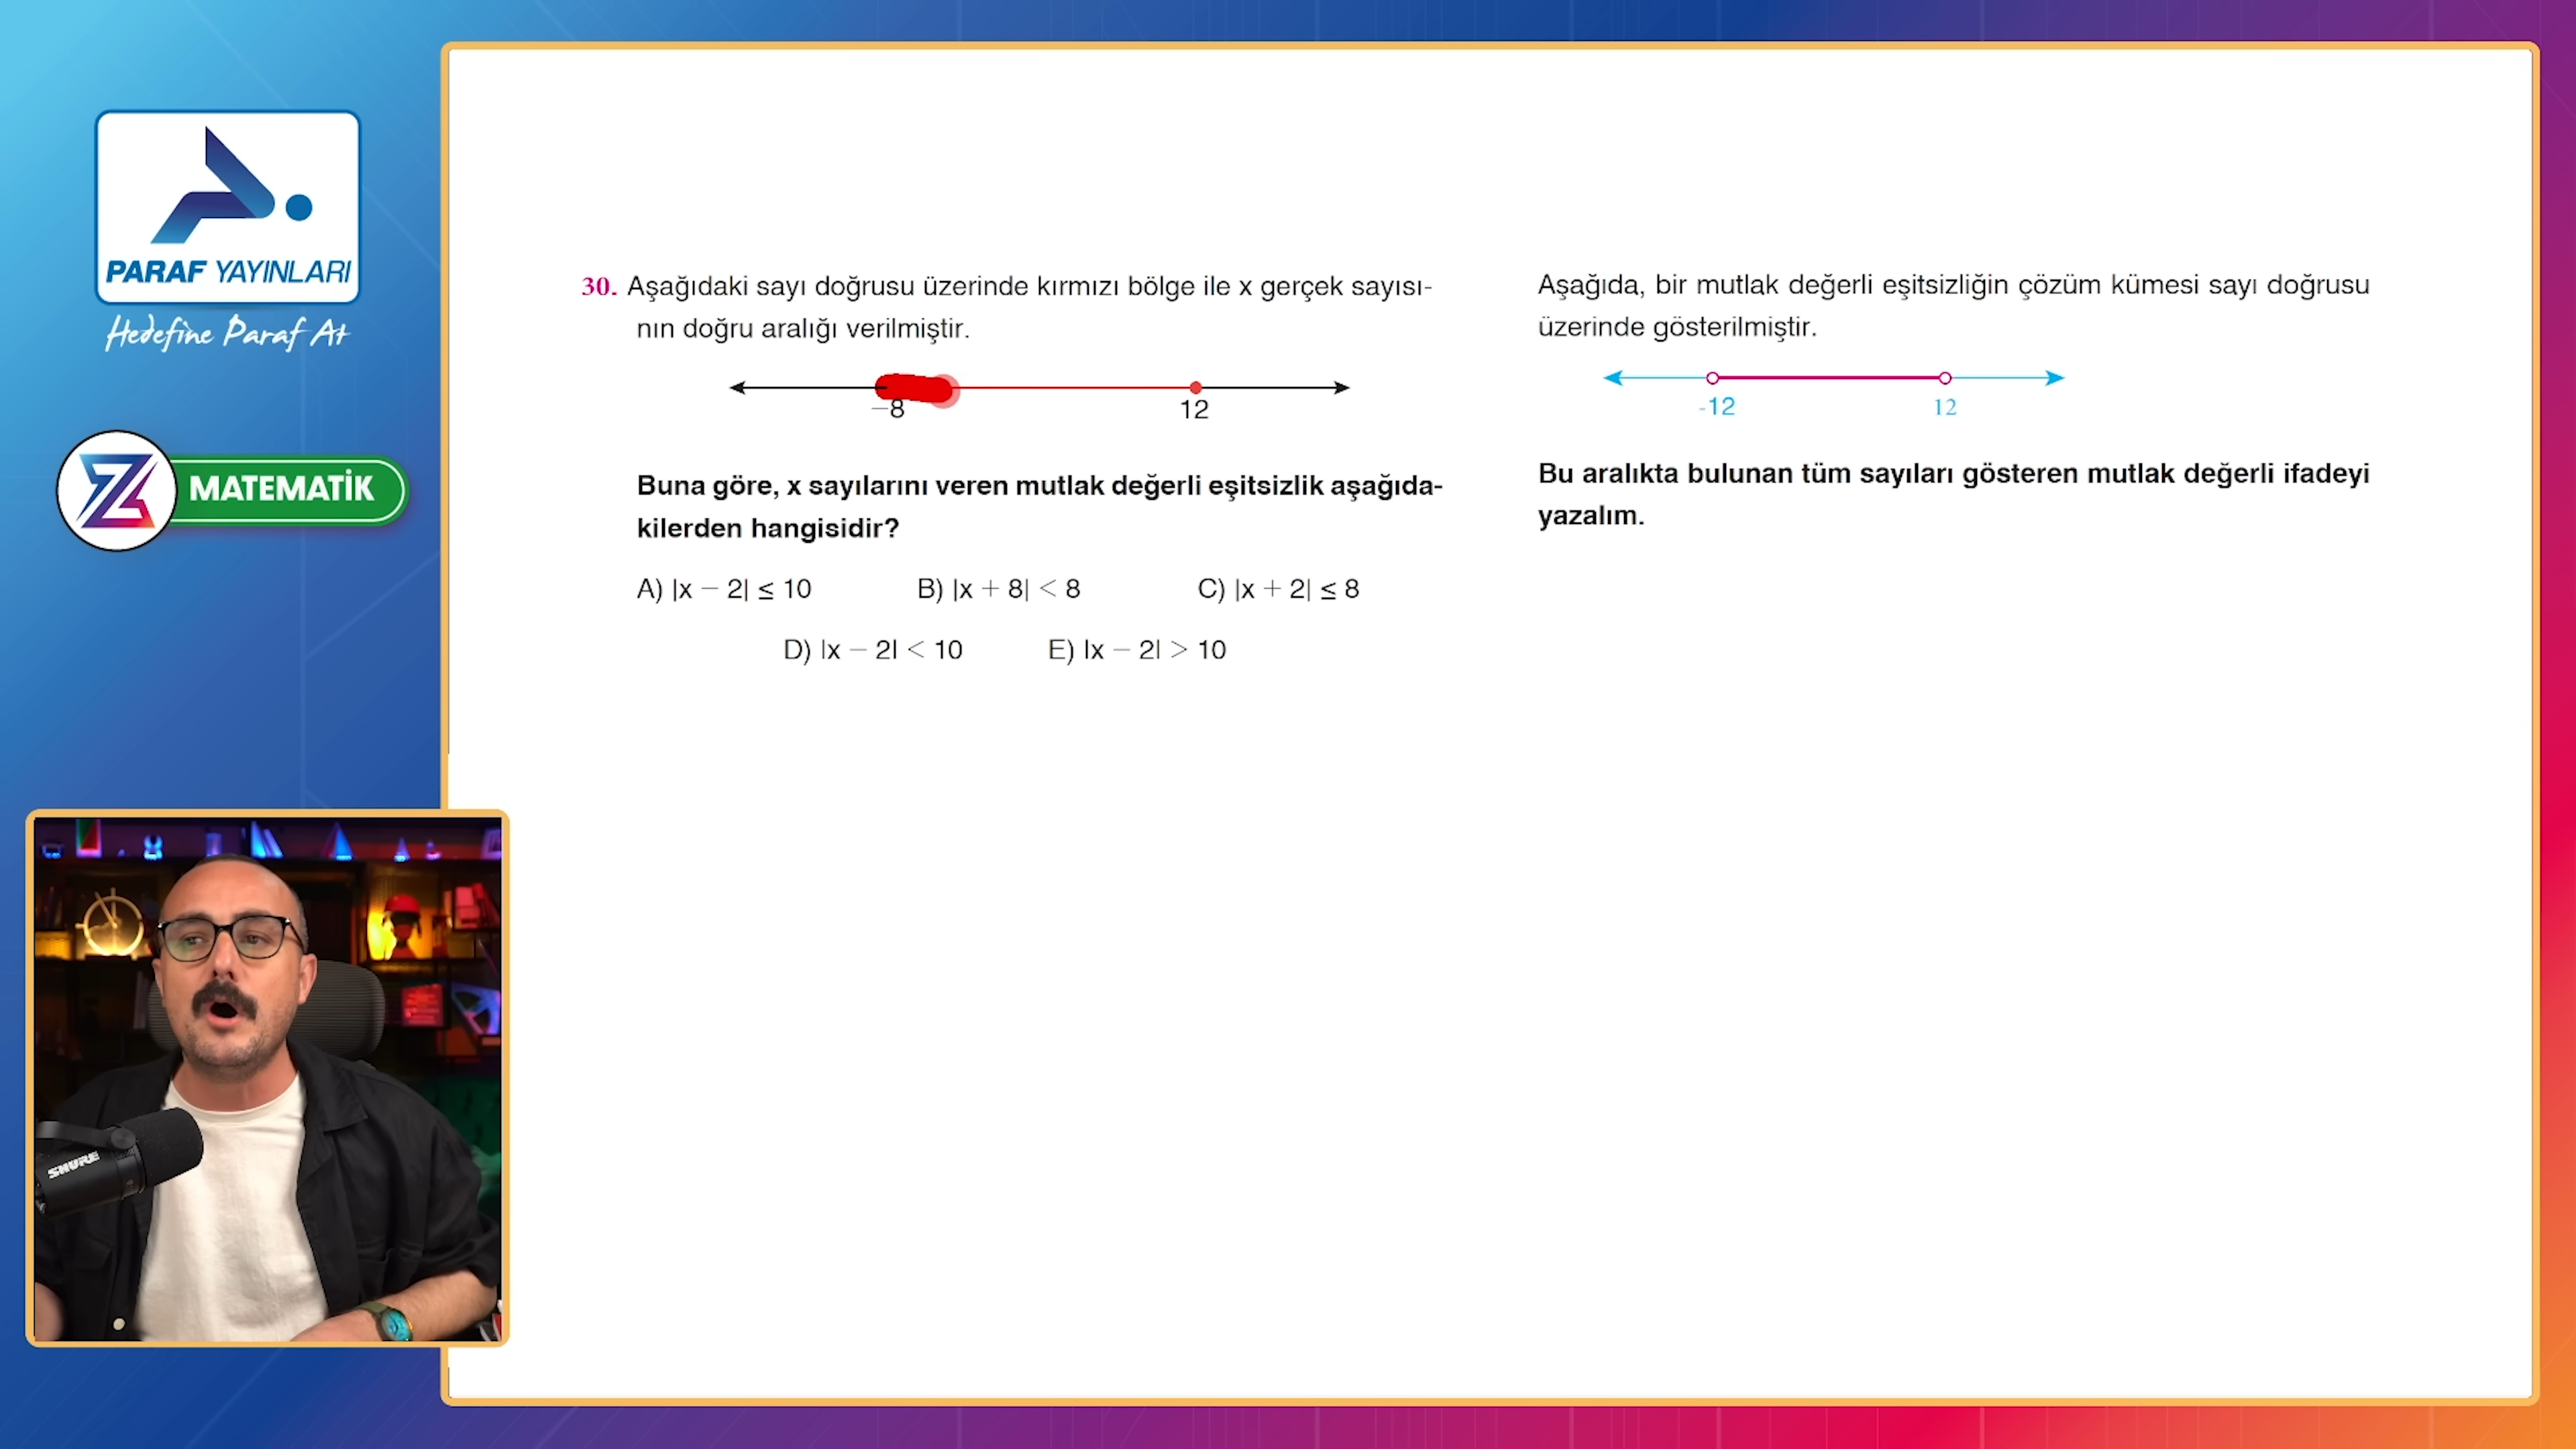 PARAF YAYINLARI
Hedefine Paraf At
MATEMATİK
30. Aşağıdaki sayı doğrusu üzerinde kırmızı bölge ile x gerçek sayısı-
nın doğru aralığı verilmiştir.
−8 12
Buna göre, x sayılarını veren mutlak değerli eşitsizlik aşağıda-
kilerden hangisidir?
A) |x − 2| ≤ 10 B) |x + 8| < 8 C) |x + 2| ≤ 8
D) |x − 2| < 10 E) |x − 2| > 10
Aşağıda, bir mutlak değerli eşitsizliğin çözüm kümesi sayı doğrusu
üzerinde gösterilmiştir.
-12 12
Bu aralıkta bulunan tüm sayıları gösteren mutlak değerli ifadeyi
yazalım.
SHURE